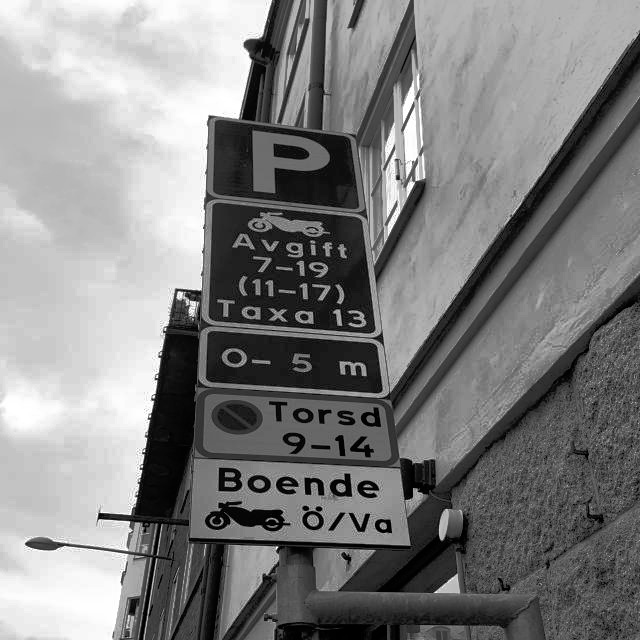 P
Avgift
7-19
(11-17)
Taxa 13
0- 5 m
Torsd
9-14
Boende
Ö/Va